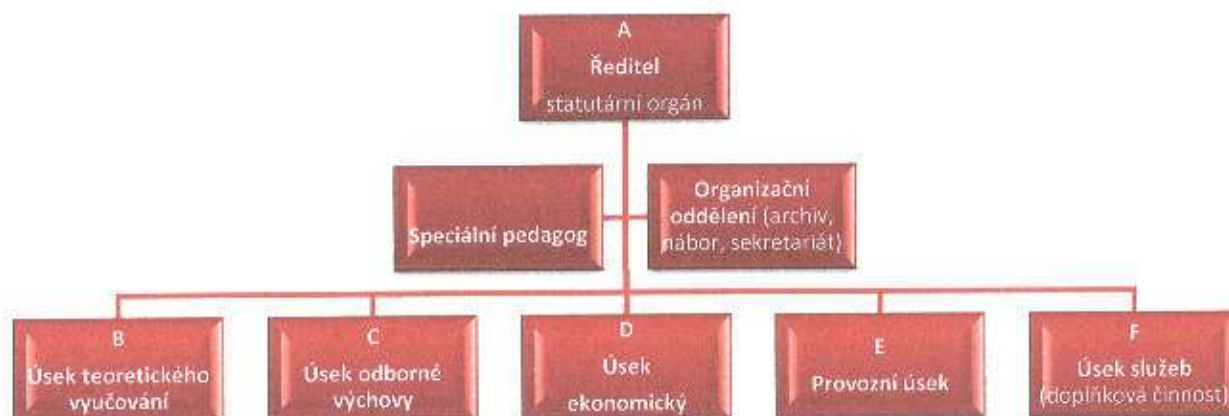 A
Ředitel
statutární orgán
Speciální pedagog
Organizační
oddělení (archiv,
nábor, sekretariát)
B
Úsek teoretického
vyučování
C
Úsek odborné
výchovy
D
Úsek
ekonomický
E
Provozní úsek
F
Úsek služeb
(doplňková činnost)